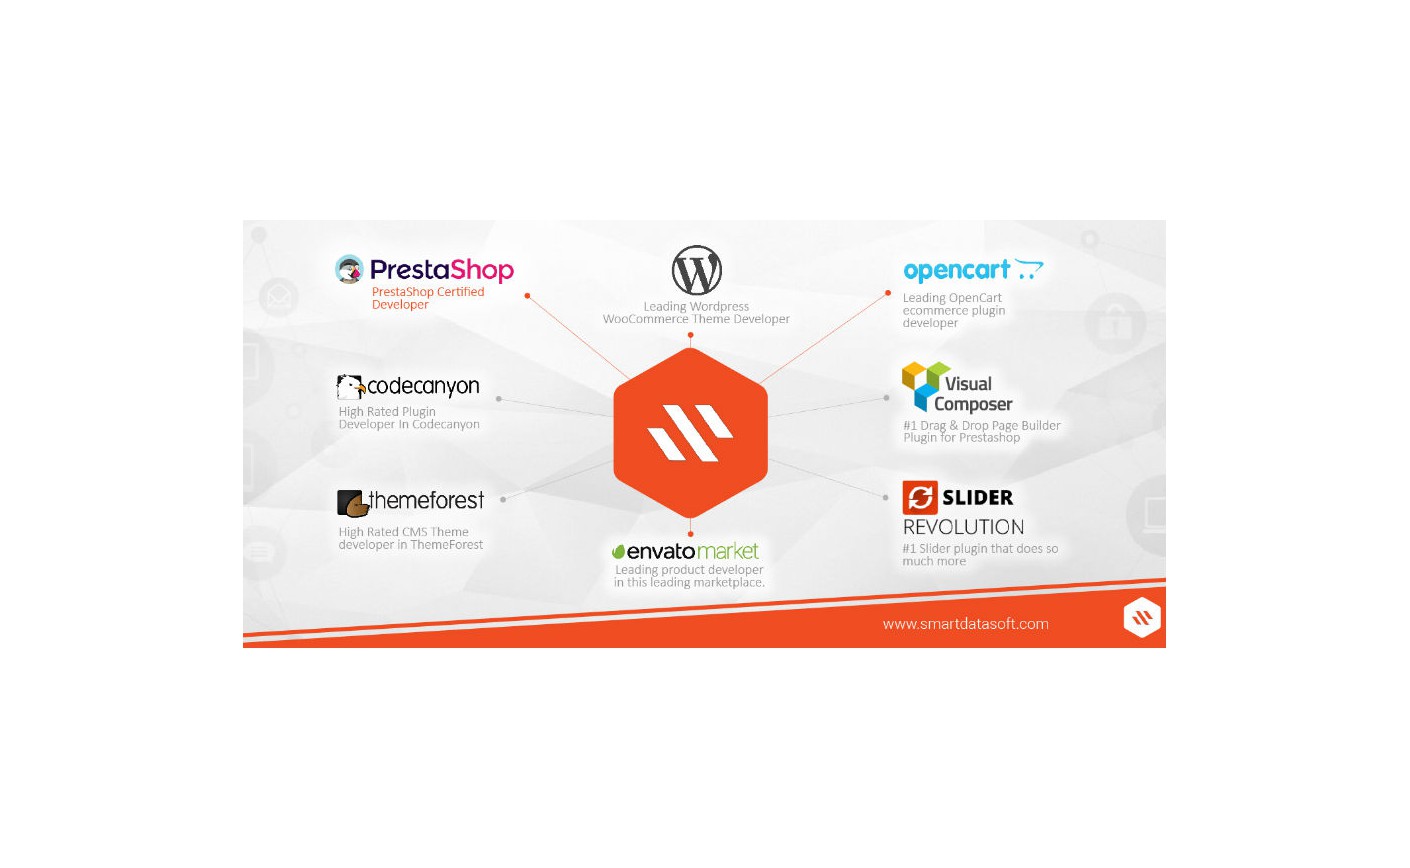 PrestaShop
PrestaShop Certified
Developer
Leading Wordpress
WooCommerce Theme Developer
opencart
Leading OpenCart
ecommerce plugin
developer
codecanyon
High Rated Plugin
Developer In Codecanyon
Visual
Composer
#1 Drag & Drop Page Builder
Plugin for Prestashop
themeforest
High Rated CMS Theme
developer in ThemeForest
SLIDER
REVOLUTION
#1 Slider plugin that does so
much more
envato market
Leading product developer
in this leading marketplace.
www.smartdatasoft.com